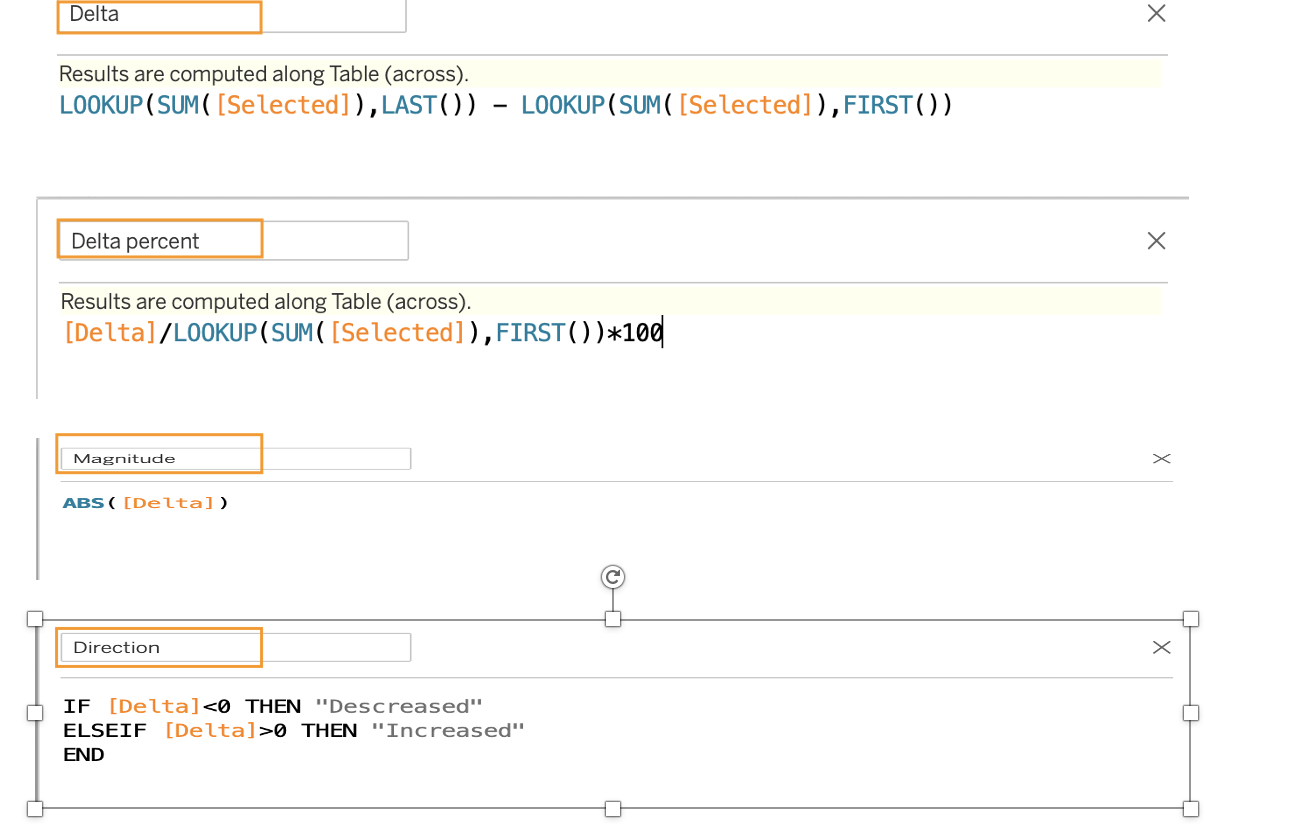 Delta
Results are computed along Table (across).
LOOKUP(SUM([Selected]),LAST()) – LOOKUP(SUM([Selected]),FIRST())
Delta percent
Results are computed along Table (across).
[Delta]/LOOKUP(SUM([Selected]),FIRST())*100
Magnitude
ABS([Delta])
Direction
IF [Delta]<0 THEN "Descreased"
ELSEIF [Delta]>0 THEN "Increased"
END